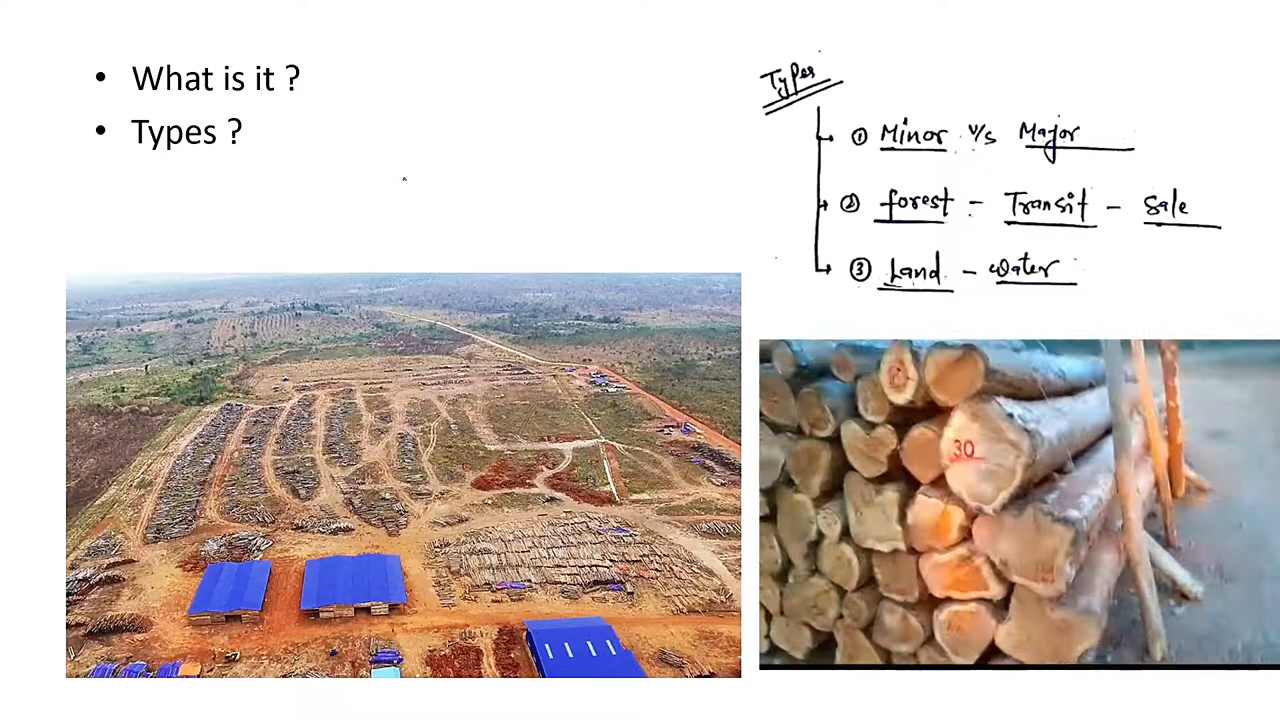 • What is it ?
• Types ?
Types
① Minor v/s Major
② forest - Transit - Sale
③ Land - water
30